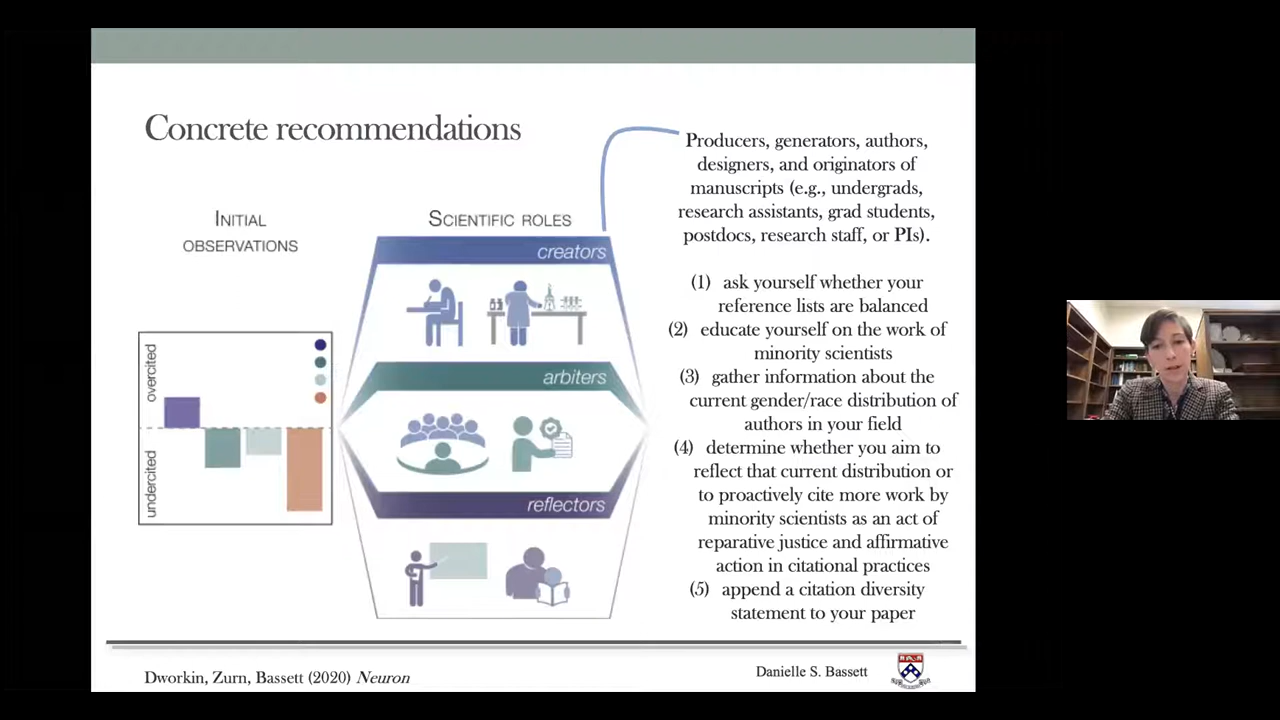 Concrete recommendations
INITIAL
OBSERVATIONS
overcited
undercited
SCIENTIFIC ROLES
creators
arbiters
reflectors
Producers, generators, authors,
designers, and originators of
manuscripts (e.g., undergrads,
research assistants, grad students,
postdocs, research staff, or PIs).
(1) ask yourself whether your
reference lists are balanced
(2) educate yourself on the work of
minority scientists
(3) gather information about the
current gender/race distribution of
authors in your field
(4) determine whether you aim to
reflect that current distribution or
to proactively cite more work by
minority scientists as an act of
reparative justice and affirmative
action in citational practices
(5) append a citation diversity
statement to your paper
Dworkin, Zurn, Bassett (2020) Neuron
Danielle S. Bassett